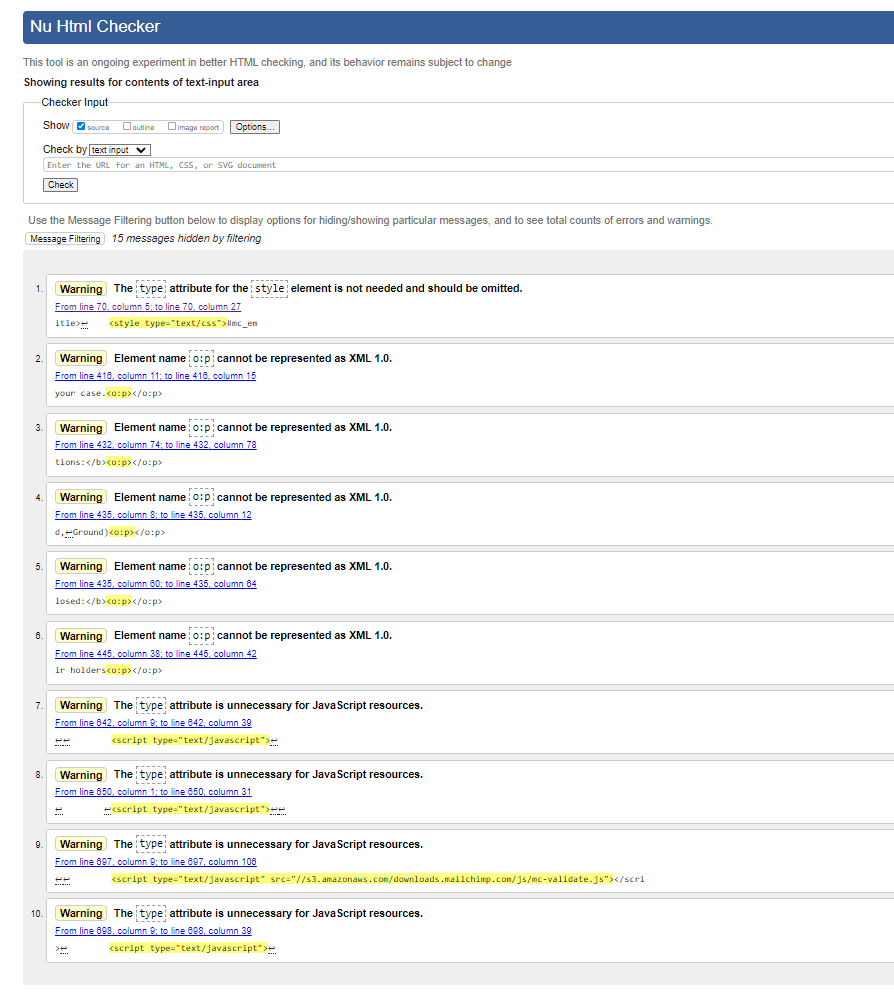 Nu Html Checker
This tool is an ongoing experiment in better HTML checking, and its behavior remains subject to change
Showing results for contents of text-input area
Checker Input
Show source outline image report Options...
Check by text input
Enter the URL for an HTML, CSS, or SVG document
Check
Use the Message Filtering button below to display options for hiding/showing particular messages, and to see total counts of errors and warnings.
Message Filtering 15 messages hidden by filtering
1. Warning The type attribute for the style element is not needed and should be omitted.
From line 70, column 5; to line 70, column 27
itle>↩ <style type="text/css">#mc_em
2. Warning Element name o:p cannot be represented as XML 1.0.
From line 416, column 11; to line 416, column 15
your case.<o:p></o:p>
3. Warning Element name o:p cannot be represented as XML 1.0.
From line 432, column 74; to line 432, column 78
tions:</b><o:p></o:p>
4. Warning Element name o:p cannot be represented as XML 1.0.
From line 435, column 8; to line 435, column 12
d,↩Ground)<o:p></o:p>
5. Warning Element name o:p cannot be represented as XML 1.0.
From line 435, column 60; to line 435, column 64
losed:</b><o:p></o:p>
6. Warning Element name o:p cannot be represented as XML 1.0.
From line 445, column 38; to line 445, column 42
ir holders<o:p></o:p>
7. Warning The type attribute is unnecessary for JavaScript resources.
From line 642, column 9; to line 642, column 39
↩↩ <script type="text/javascript">↩
8. Warning The type attribute is unnecessary for JavaScript resources.
From line 650, column 1; to line 650, column 31
↩ ↩<script type="text/javascript">↩↩
9. Warning The type attribute is unnecessary for JavaScript resources.
From line 697, column 9; to line 697, column 106
↩↩ <script type="text/javascript" src="//s3.amazonaws.com/downloads.mailchimp.com/js/mc-validate.js"></scri
10. Warning The type attribute is unnecessary for JavaScript resources.
From line 698, column 9; to line 698, column 39
>↩ <script type="text/javascript">↩